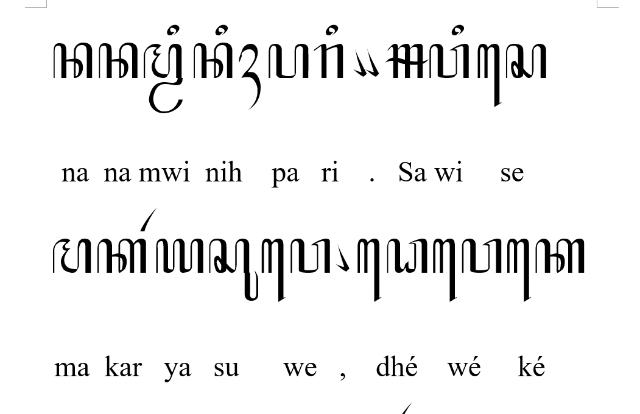 ꦤꦤꦩ꧀ꦮꦶꦤꦶꦃꦥꦫꦶ꧉ꦯꦮꦶꦱꦺ
na na mwi nih pa ri . Sa wi se
ꦩꦏꦂꦪꦱꦸꦮꦺ꧈ꦝꦺꦮꦺꦏꦺ
ma kar ya su we , dhé wé ké